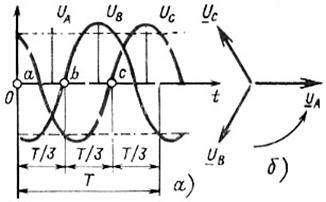 U_A U_B U_C
a b c
0 t
T/3 T/3 T/3
T
а)
U_C
U_A
U_B
б)